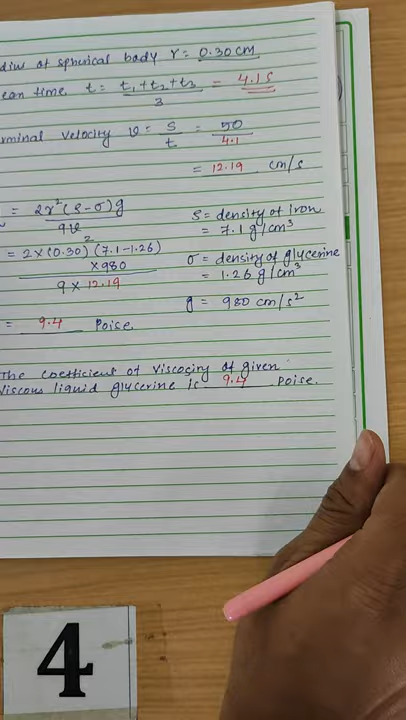 dius of spherical body r = 0.30 cm
ean time t = t₁+t₂+t₃/3 = 4.1 s
rminal velocity v = S/t = 50/4.1
= 12.19 cm/s
= 2r²(ρ-σ)g/9v
ρ = density of iron
= 7.1 g/cm³
= 2×(0.30)²(7.1-1.26)×980/9×12.19
σ = density of glycerine
= 1.26 g/cm³
g = 980 cm/s²
= 9.4 Poise.
The coefficient of viscosity of given
viscous liquid glycerine is 9.4 poise.
4